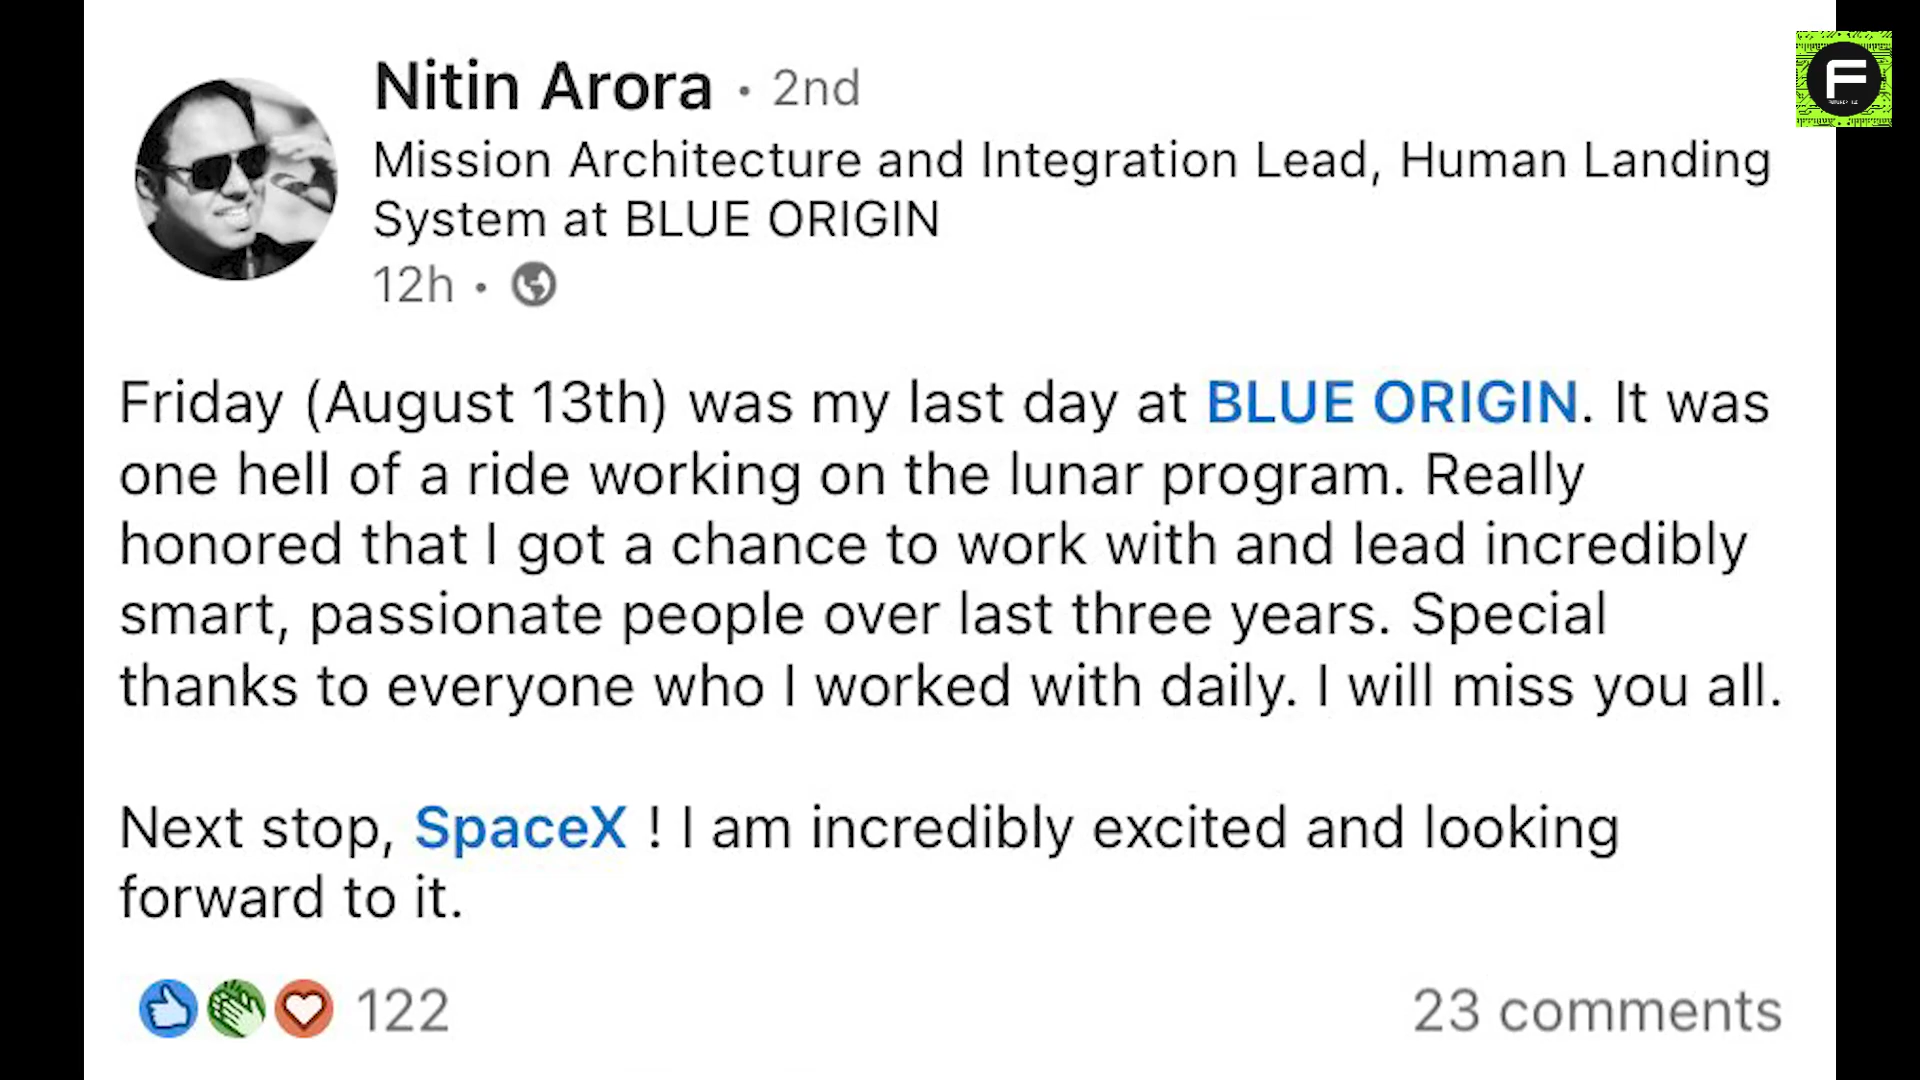 Nitin Arora · 2nd
Mission Architecture and Integration Lead, Human Landing
System at BLUE ORIGIN
12h ·
Friday (August 13th) was my last day at BLUE ORIGIN. It was
one hell of a ride working on the lunar program. Really
honored that I got a chance to work with and lead incredibly
smart, passionate people over last three years. Special
thanks to everyone who I worked with daily. I will miss you all.
Next stop, SpaceX ! I am incredibly excited and looking
forward to it.
122
23 comments
F